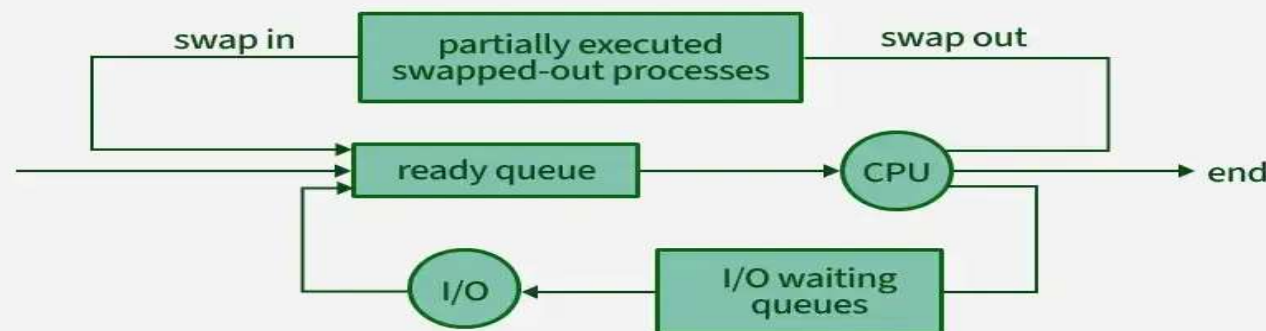 swap in
partially executed
swapped-out processes
swap out
ready queue
CPU
end
I/O
I/O waiting
queues